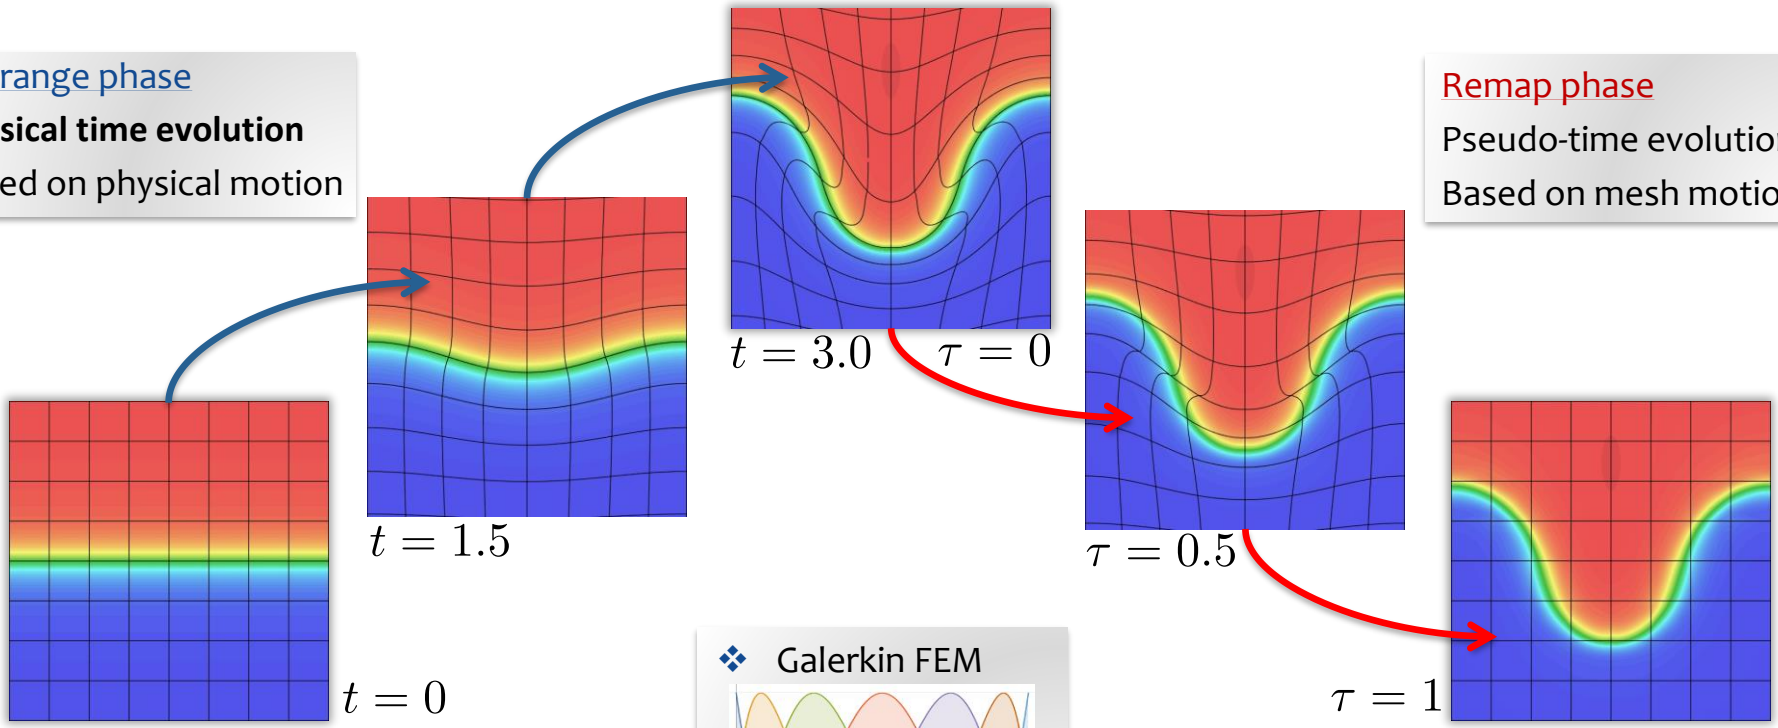 range phase
sical time evolution
ed on physical motion
Remap phase
Pseudo-time evolution
Based on mesh motio
t = 3.0
τ = 0
t = 1.5
τ = 0.5
t = 0
Galerkin FEM
τ = 1